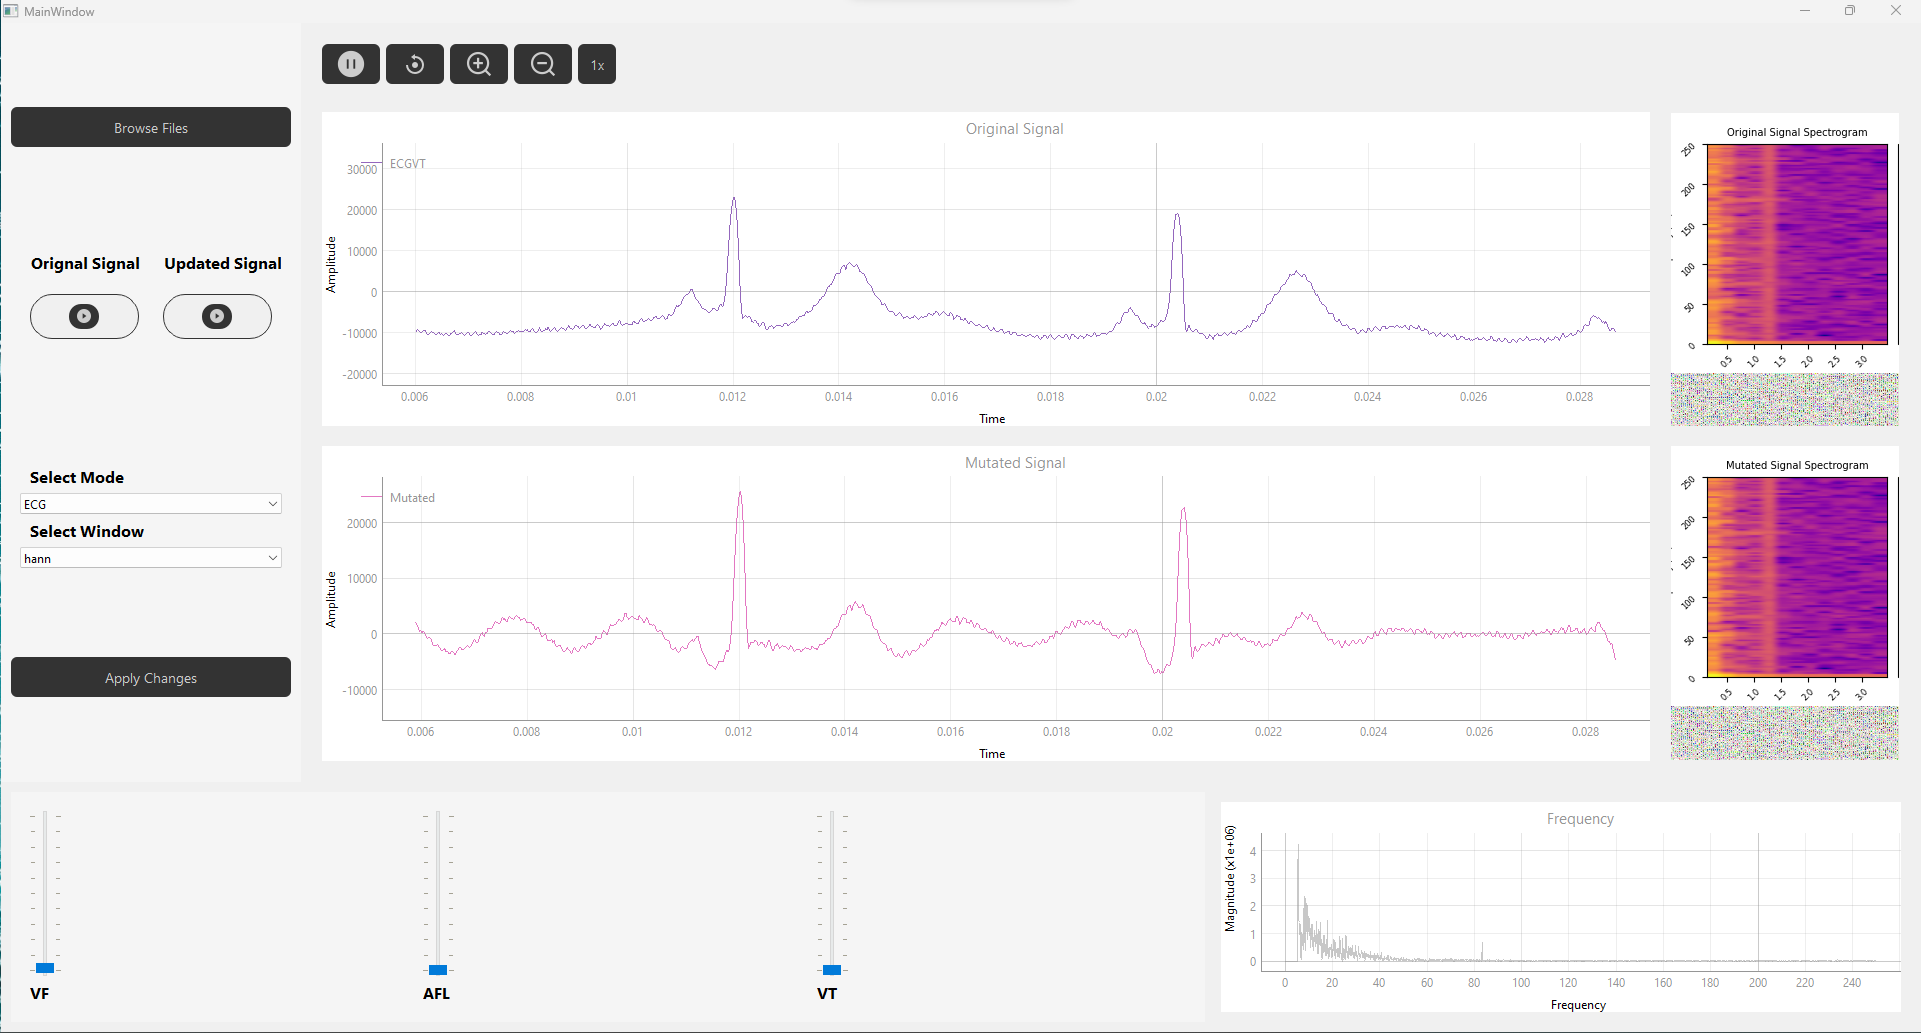 MainWindow
1x
Browse Files
Orignal Signal Updated Signal
Select Mode
ECG
Select Window
hann
Apply Changes
Original Signal
ECGVT
Amplitude
30000
20000
10000
0
-10000
-20000
0.006 0.008 0.01 0.012 0.014 0.016 0.018 0.02 0.022 0.024 0.026 0.028
Time
Original Signal Spectrogram
250
200
150
100
50
0
0.5 1.0 1.5 2.0 2.5 3.0
Mutated Signal
Mutated
Amplitude
20000
10000
0
-10000
0.006 0.008 0.01 0.012 0.014 0.016 0.018 0.02 0.022 0.024 0.026 0.028
Time
Mutated Signal Spectrogram
250
200
150
100
50
0
0.5 1.0 1.5 2.0 2.5 3.0
VF
AFL
VT
Frequency
Magnitude (x1e+06)
4
3
2
1
0
0 20 40 60 80 100 120 140 160 180 200 220 240
Frequency